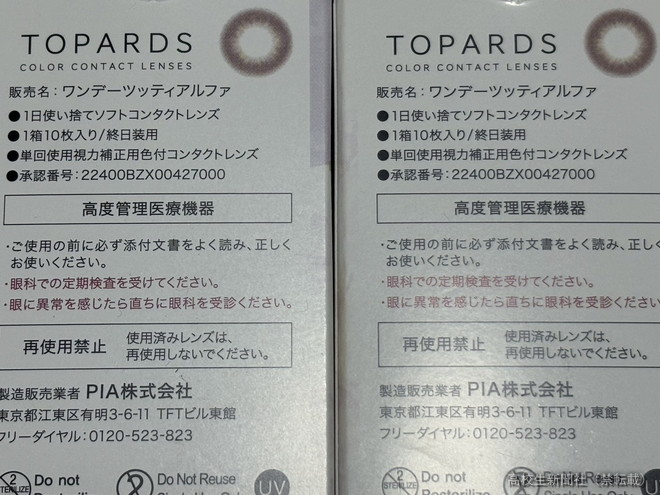 TOPARDS
COLOR CONTACT LENSES
販売名：ワンデーツッティアルファ
●1日使い捨てソフトコンタクトレンズ
●1箱10枚入り/終日装用
●単回使用視力補正用色付コンタクトレンズ
●承認番号：22400BZX00427000
高度管理医療機器
・ご使用の前に必ず添付文書をよく読み、正しく
お使いください。
・眼科での定期検査を受けてください。
・眼に異常を感じたら直ちに眼科を受診ください。
再使用禁止
使用済みレンズは、
再使用しないでください。
製造販売業者 PIA株式会社
東京都江東区有明3-6-11 TFTビル東館
フリーダイヤル：0120-523-823
2
STERILIZE
Do not
2
Do Not Reuse
UV
TOPARDS
COLOR CONTACT LENSES
販売名：ワンデーツッティアルファ
●1日使い捨てソフトコンタクトレンズ
●1箱10枚入り/終日装用
●単回使用視力補正用色付コンタクトレンズ
●承認番号：22400BZX00427000
高度管理医療機器
・ご使用の前に必ず添付文書をよく読み、正しく
お使いください。
・眼科での定期検査を受けてください。
・眼に異常を感じたら直ちに眼科を受診ください
再使用禁止
使用済みレンズは、
再使用しないでください。
製造販売業者 PIA株式会社
東京都江東区有明3-6-11 TFTビル東館
フリーダイヤル：0120-523-823
2
Do not
高校生新聞社（禁転載）